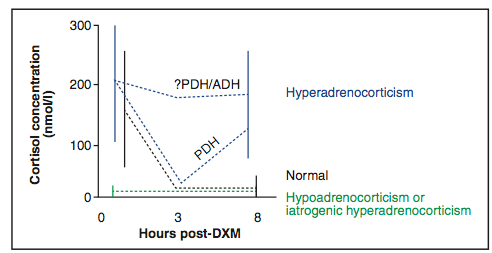 Cortisol concentration
(nmol/l)
300
200
100
0
?PDH/ADH
PDH
Hyperadrenocorticism
Normal
Hypoadrenocorticism or
iatrogenic hyperadrenocorticism
0
3
8
Hours post-DXM